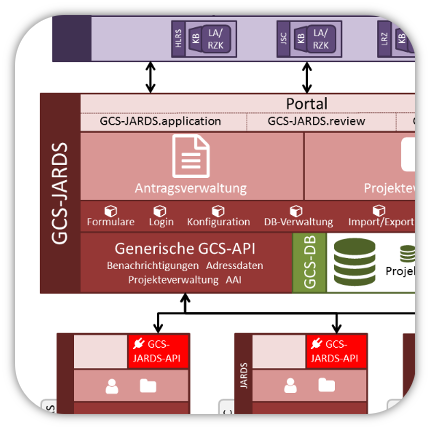 HLRS
KB
LA/
RZK
JSC
KB
LA/
RZK
LRZ
KB
GCS-JARDS
Portal
GCS-JARDS.application
GCS-JARDS.review
Antragsverwaltung
Projektev
Formulare
Login
Konfiguration
DB-Verwaltung
Import/Export
Generische GCS-API
Benachrichtigungen Adressdaten
Projekteverwaltung AAI
GCS-DB
Projek
GCS-
JARDS-API
JARDS
GCS-
JARDS-API